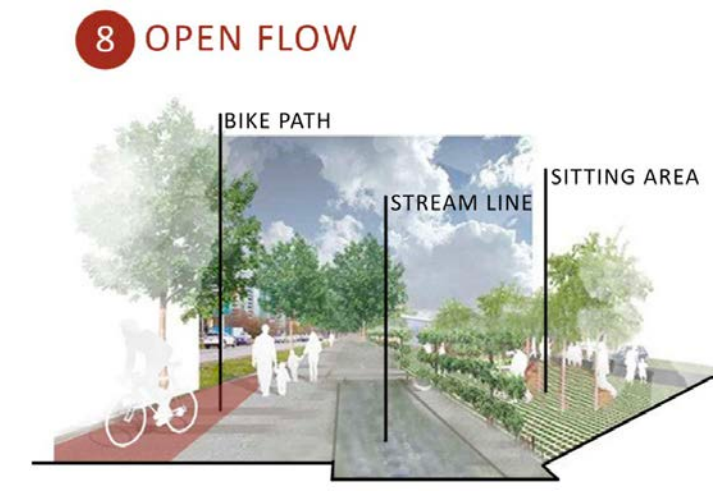 8 OPEN FLOW
BIKE PATH
SITTING AREA
STREAM LINE